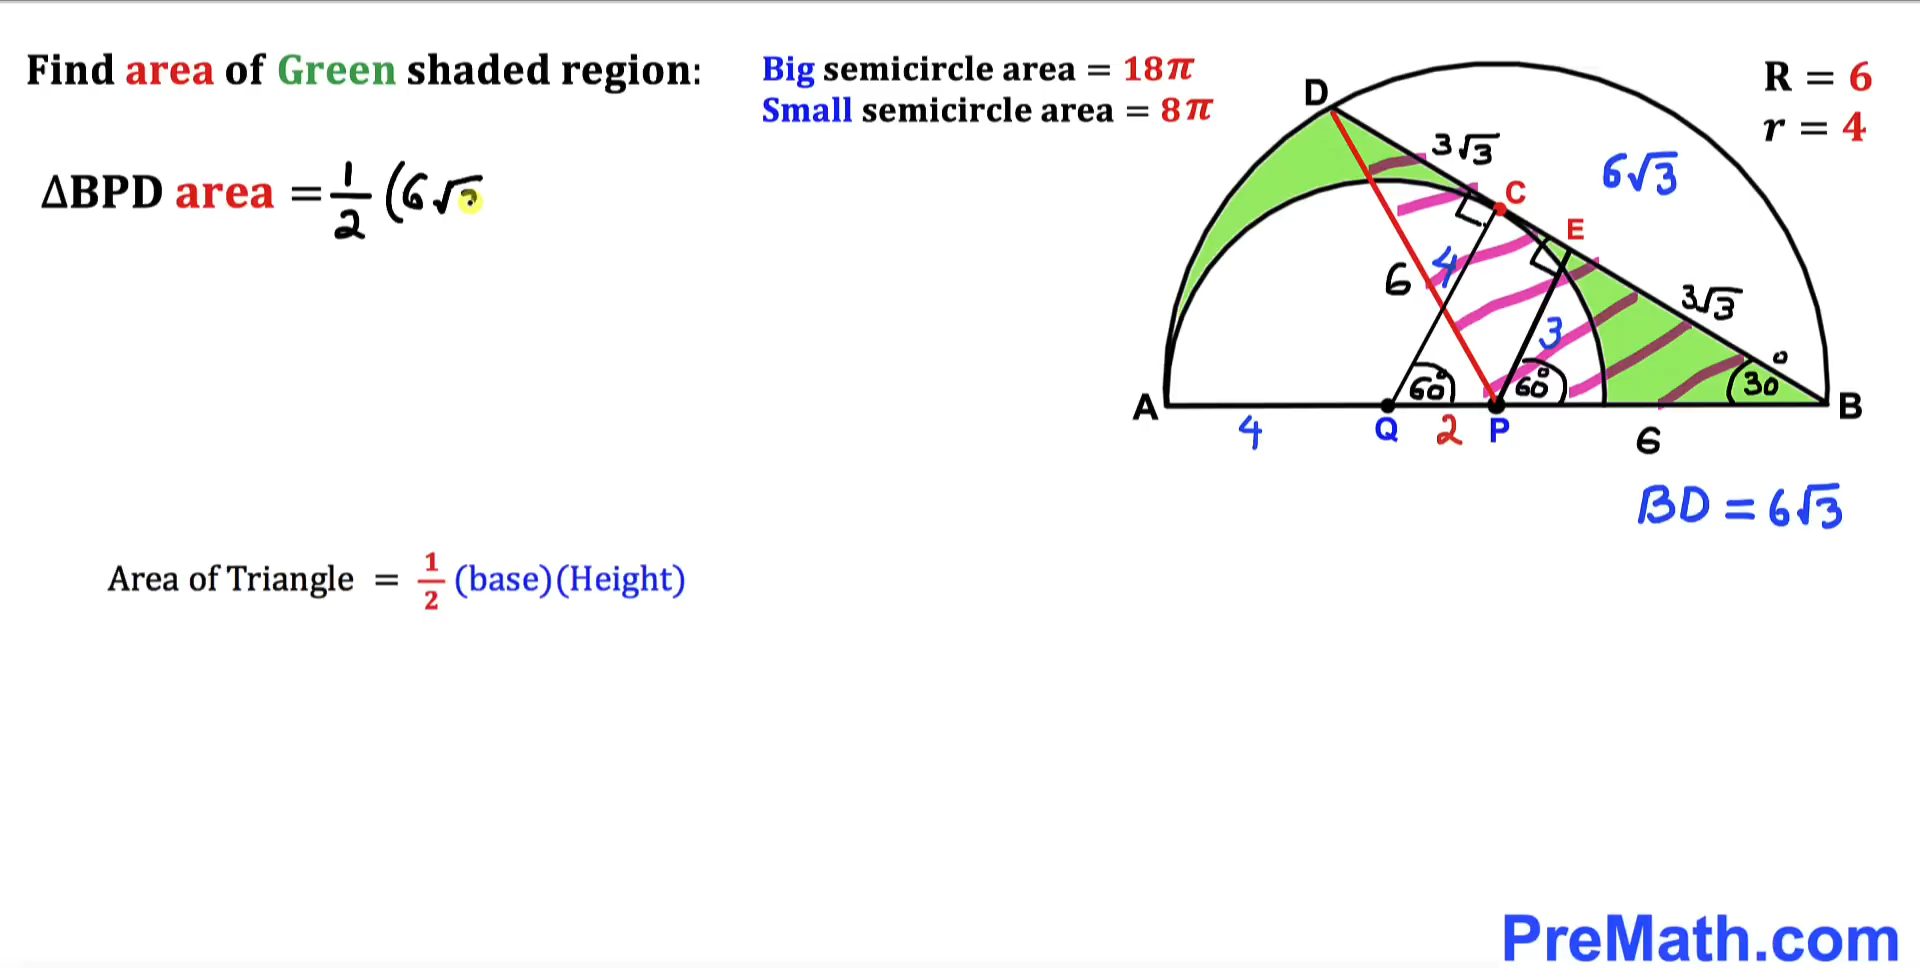 Find area of Green shaded region:
Big semicircle area = 18π
Small semicircle area = 8π
R = 6
r = 4
ΔBPD area = 1/2 (6√
D
3√3
6√3
C
E
6
4
3√3
3
60°
60°
30°
A
B
4
Q
2
P
6
BD = 6√3
Area of Triangle = 1/2 (base)(Height)
PreMath.com